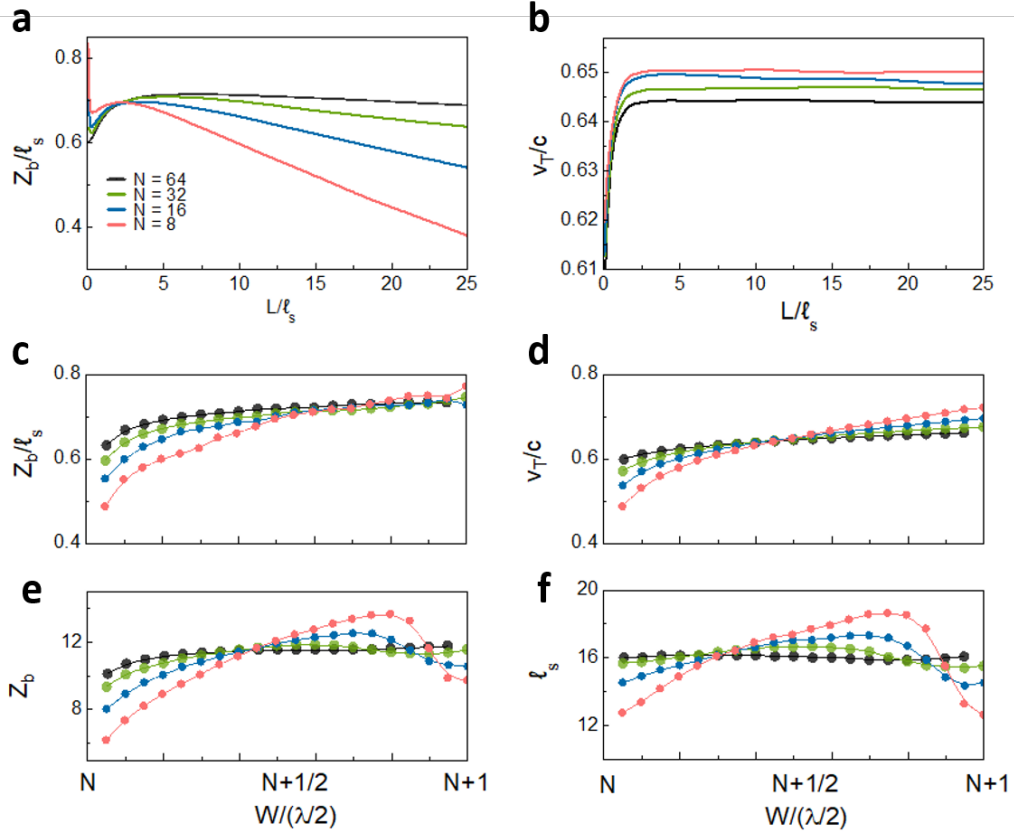 a
b
0.8
0.6
0.4
Z_b/ℓ_s
N = 64
N = 32
N = 16
N = 8
0 5 10 15 20 25
L/ℓ_s
0.65
0.64
0.63
0.62
0.61
v_T/c
0 5 10 15 20 25
L/ℓ_s
c
d
0.8
0.6
0.4
Z_b/ℓ_s
0.8
0.6
0.4
v_T/c
e
f
12
8
Z_b
20
16
12
ℓ_s
N N+1/2 N+1
W/(λ/2)
N N+1/2 N+1
W/(λ/2)